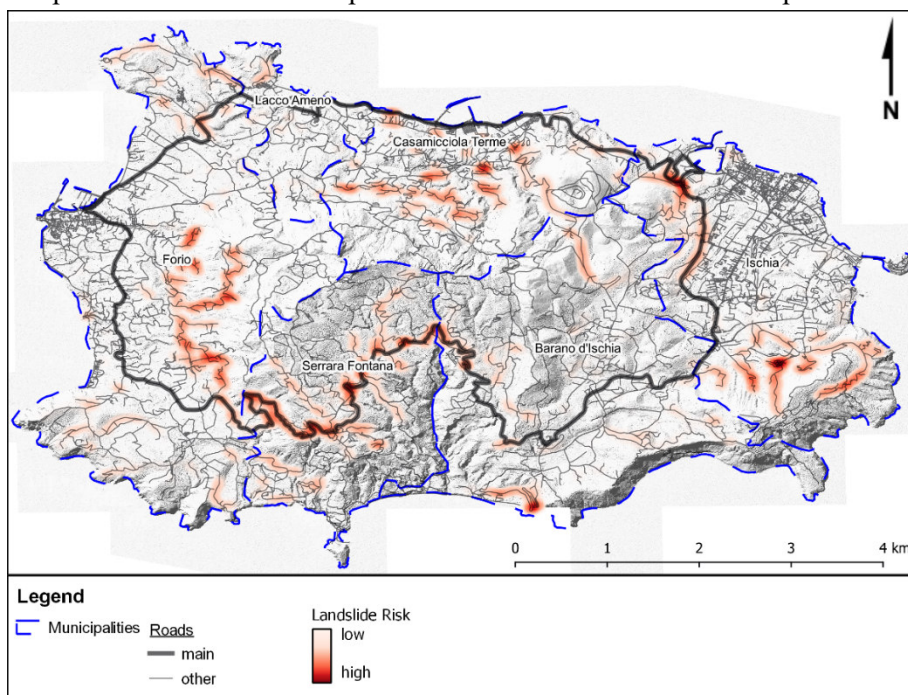 Lacco Ameno
N
Casamicciola Terme
Forio
Ischia
Serrara Fontana
Barano d'Ischia
0 1 2 3 4 km
Legend
Municipalities Roads
main
other
Landslide Risk
low
high